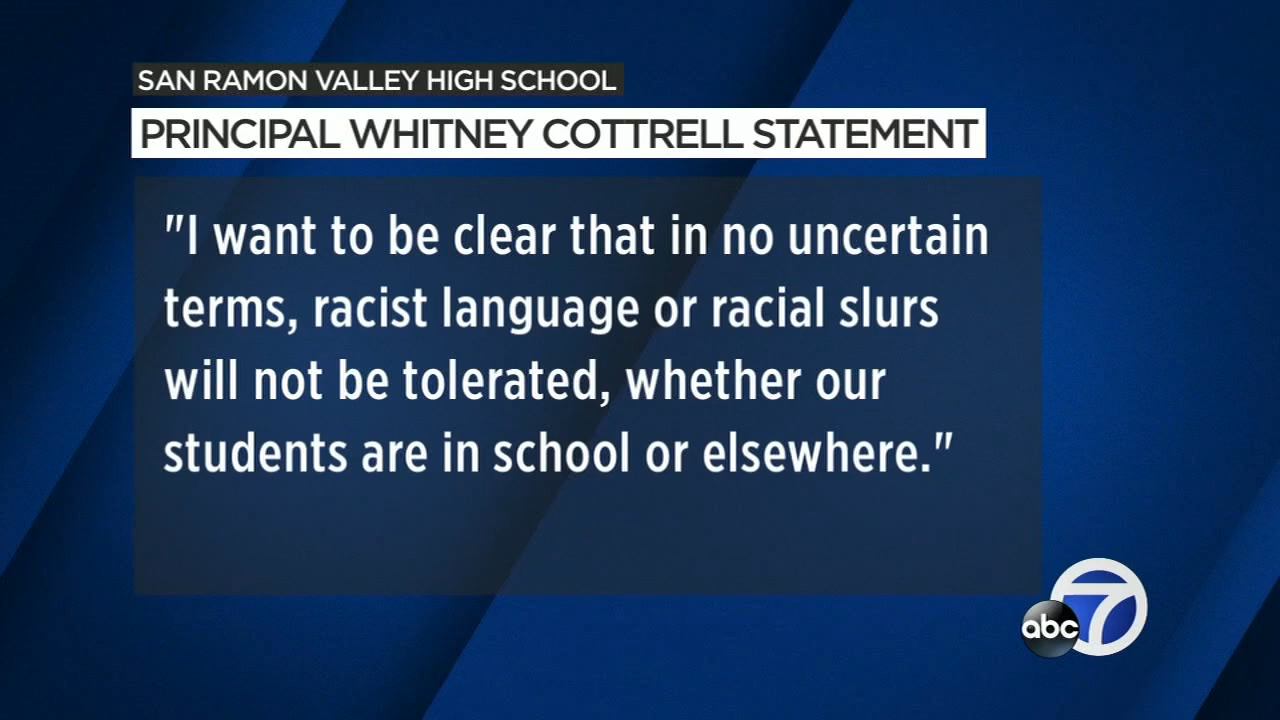 SAN RAMON VALLEY HIGH SCHOOL
PRINCIPAL WHITNEY COTTRELL STATEMENT
"I want to be clear that in no uncertain
terms, racist language or racial slurs
will not be tolerated, whether our
students are in school or elsewhere."
abc 7